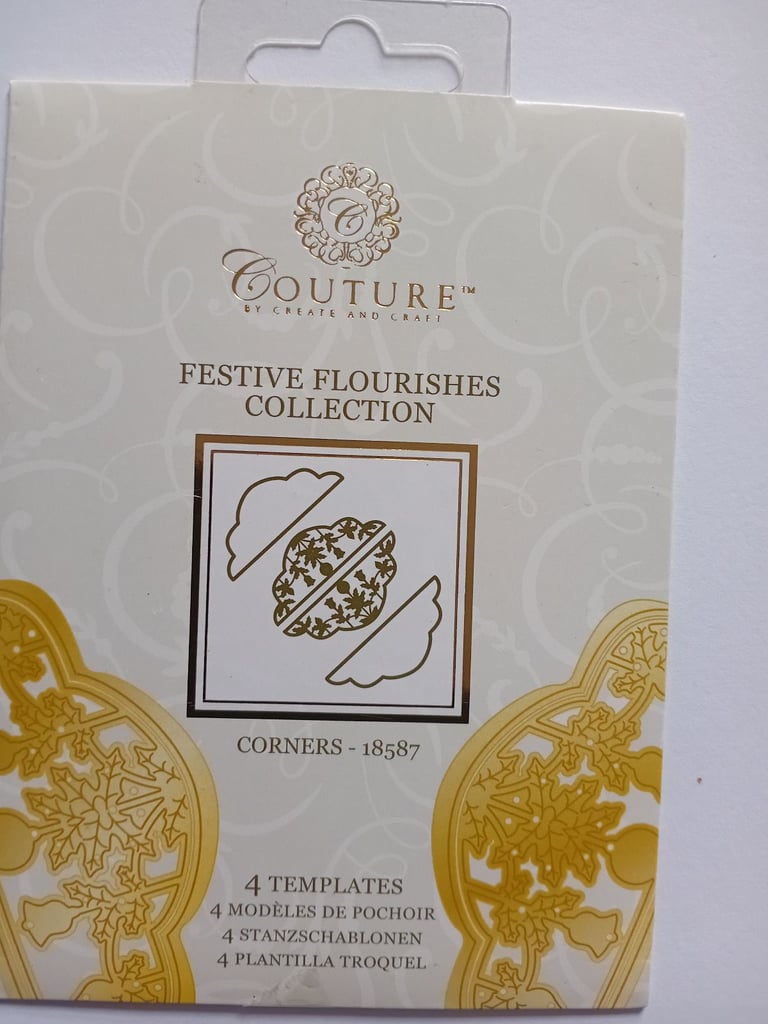 C
COUTURE™
BY CREATE AND CRAFT
FESTIVE FLOURISHES
COLLECTION
CORNERS - 18587
4 TEMPLATES
4 MODÈLES DE POCHOIR
4 STANZSCHABLONEN
4 PLANTILLA TROQUEL